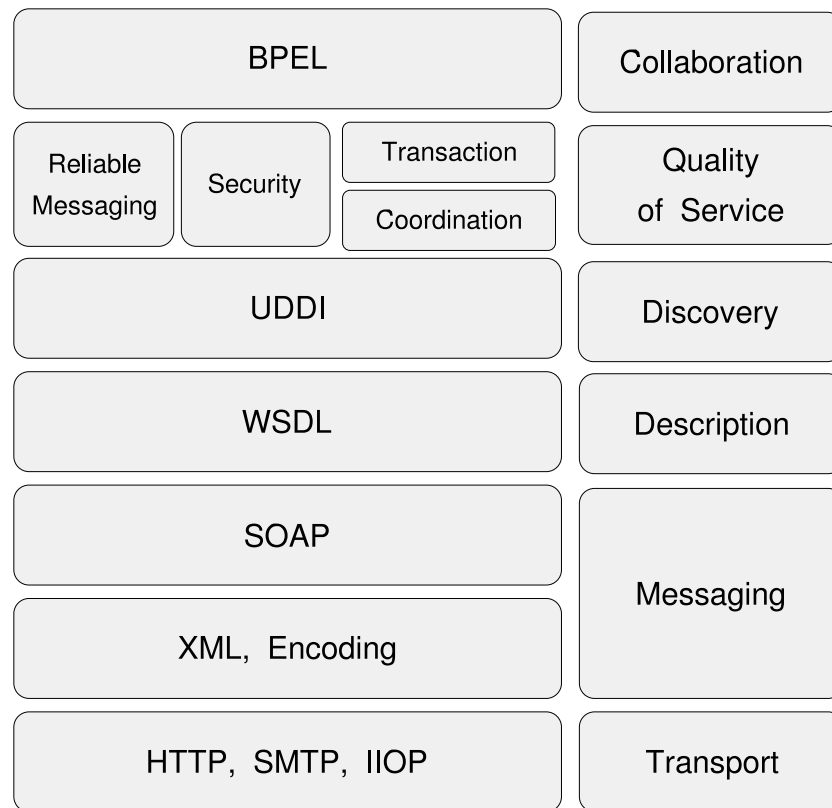 BPEL
Collaboration
Reliable
Messaging
Security
Transaction
Coordination
Quality
of Service
UDDI
Discovery
WSDL
Description
SOAP
XML, Encoding
Messaging
HTTP, SMTP, IIOP
Transport